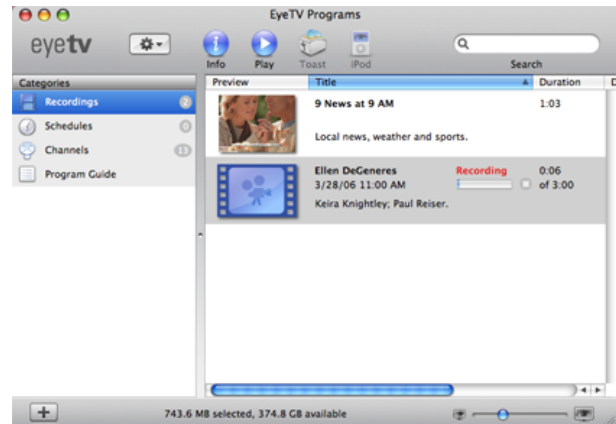 EyeTV Programs
eyetv
Info Play Toast iPod Search
Categories Preview Title Duration D
Recordings 2
Schedules 0
Channels 13
Program Guide
9 News at 9 AM 1:03
Local news, weather and sports.
Ellen DeGeneres Recording 0:06
3/28/06 11:00 AM of 3:00
Keira Knightley; Paul Reiser.
743.6 MB selected, 374.8 GB available